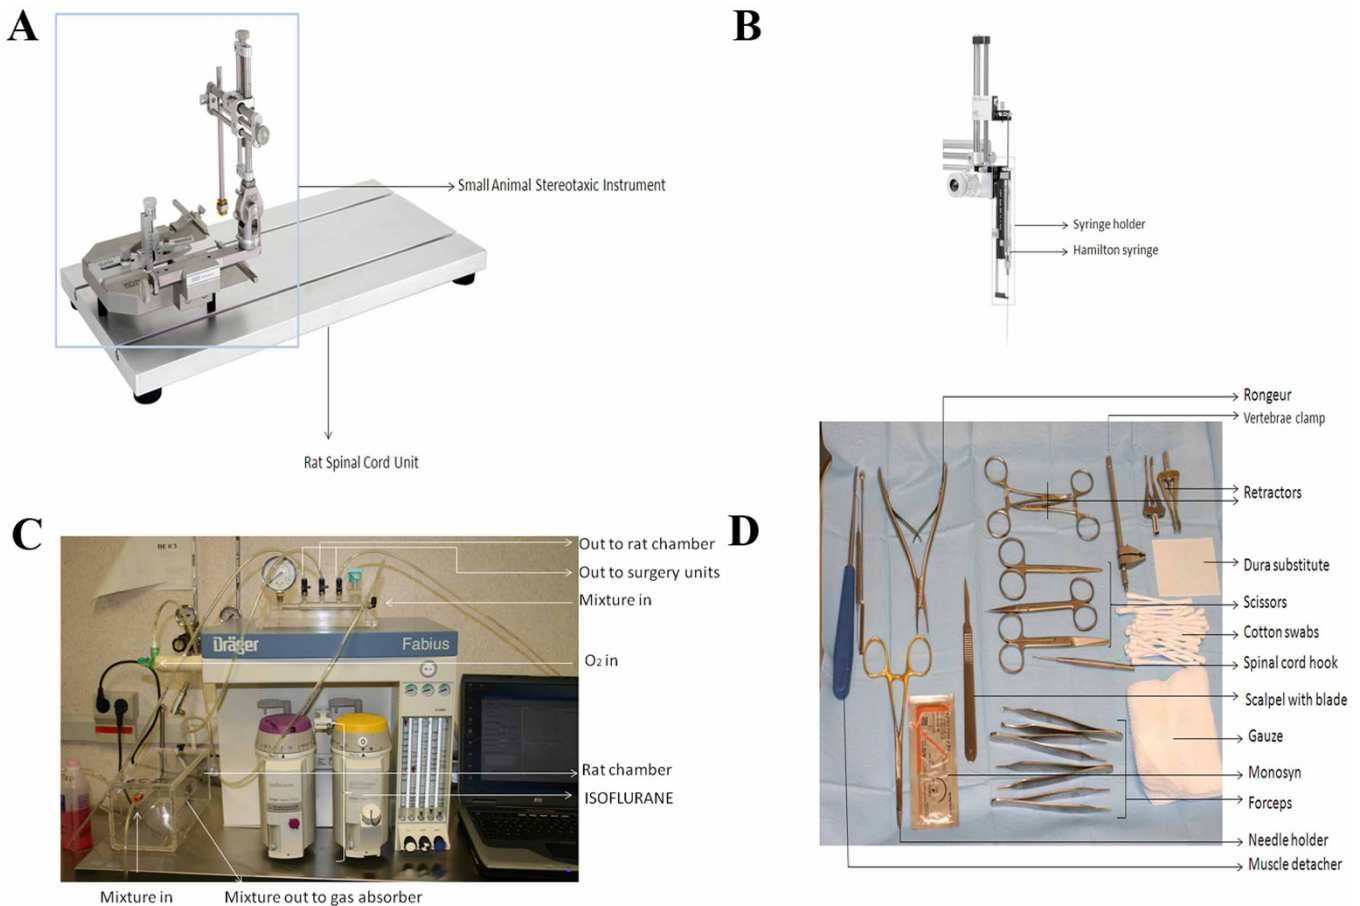 A
Small Animal Stereotaxic Instrument
Rat Spinal Cord Unit
B
Syringe holder
Hamilton syringe
C
Out to rat chamber
Out to surgery units
Mixture in
O2 in
Rat chamber
ISOFLURANE
Mixture in
Mixture out to gas absorber
Dräger
Fabius
Isoflurane
D
Rongeur
Vertebrae clamp
Retractors
Dura substitute
Scissors
Cotton swabs
Spinal cord hook
Scalpel with blade
Gauze
Monosyn
Forceps
Needle holder
Muscle detacher